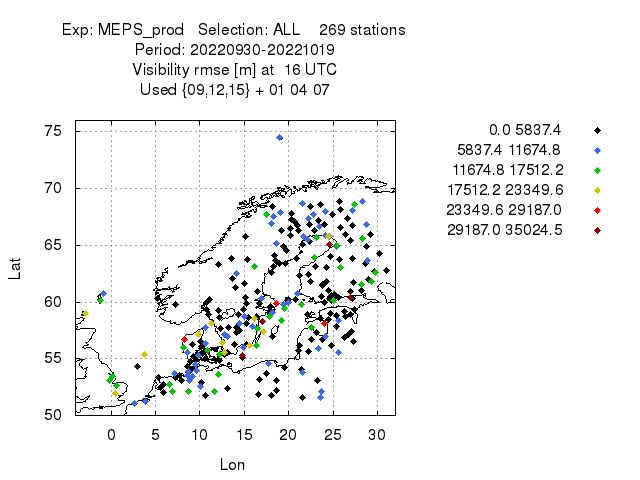 Exp: MEPS_prod   Selection: ALL    269 stations
Period: 20220930-20221019
Visibility rmse [m] at  16 UTC
Used {09,12,15} + 01 04 07
75
70
65
60
55
50
Lat
0 5 10 15 20 25 30
Lon
0.0 5837.4
5837.4 11674.8
11674.8 17512.2
17512.2 23349.6
23349.6 29187.0
29187.0 35024.5